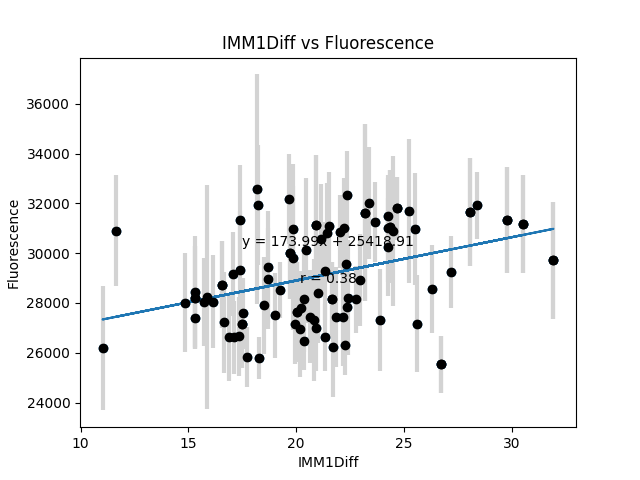 IMM1Diff vs Fluorescence
Fluorescence
36000
34000
32000
30000
28000
26000
24000
y = 173.99x + 25418.91
r = 0.38
10 15 20 25 30
IMM1Diff